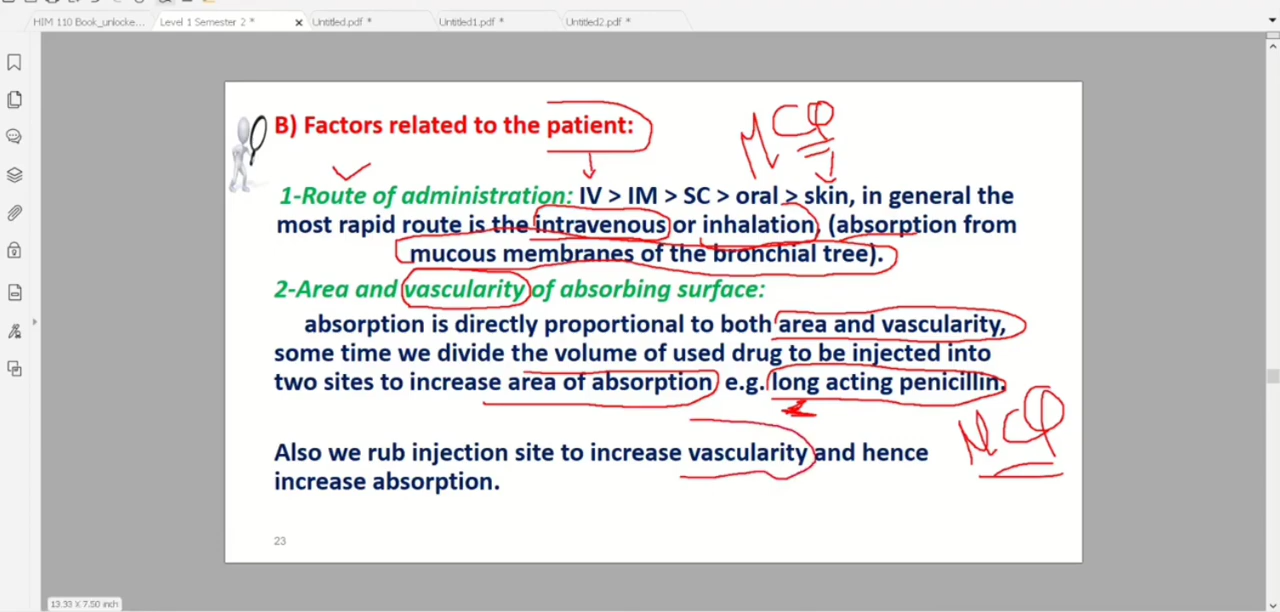 HIM 110 Book_unlocke... Level 1 Semester 2 * Untitled.pdf * Untitled1.pdf * Untitled2.pdf *
B) Factors related to the patient:
MCQ
1-Route of administration: IV > IM > SC > oral > skin, in general the
most rapid route is the intravenous or inhalation, (absorption from
mucous membranes of the bronchial tree).
2-Area and vascularity of absorbing surface:
absorption is directly proportional to both area and vascularity,
some time we divide the volume of used drug to be injected into
two sites to increase area of absorption e.g. long acting penicillin.
MCQ
Also we rub injection site to increase vascularity and hence
increase absorption.
23
13.33 X 7.50 inch